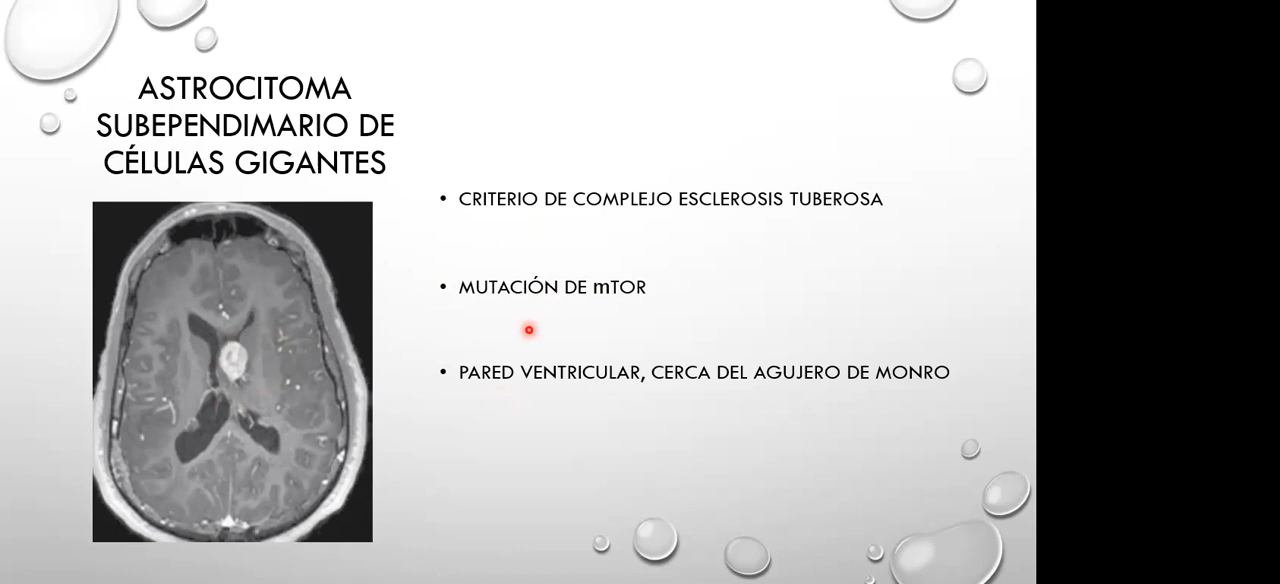 ASTROCITOMA
SUBEPENDIMARIO DE
CÉLULAS GIGANTES
• CRITERIO DE COMPLEJO ESCLEROSIS TUBEROSA
• MUTACIÓN DE mTOR
• PARED VENTRICULAR, CERCA DEL AGUJERO DE MONRO